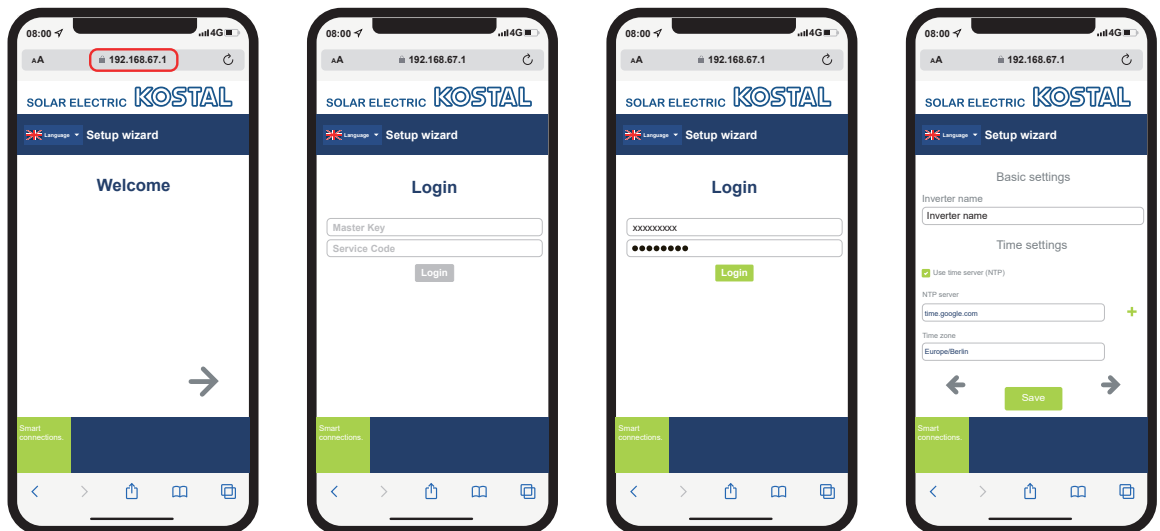 08:00
4G
AA
192.168.67.1
SOLAR ELECTRIC KOSTAL
Language
Setup wizard
Welcome
Smart
connections.
08:00
4G
AA
192.168.67.1
SOLAR ELECTRIC KOSTAL
Language
Setup wizard
Login
Master Key
Service Code
Login
Smart
connections.
08:00
4G
AA
192.168.67.1
SOLAR ELECTRIC KOSTAL
Language
Setup wizard
Login
xxxxxxxxx
●●●●●●●●
Login
Smart
connections.
08:00
4G
AA
192.168.67.1
SOLAR ELECTRIC KOSTAL
Language
Setup wizard
Basic settings
Inverter name
Inverter name
Time settings
Use time server (NTP)
NTP server
time.google.com
+
Time zone
Europe/Berlin
Save
Smart
connections.